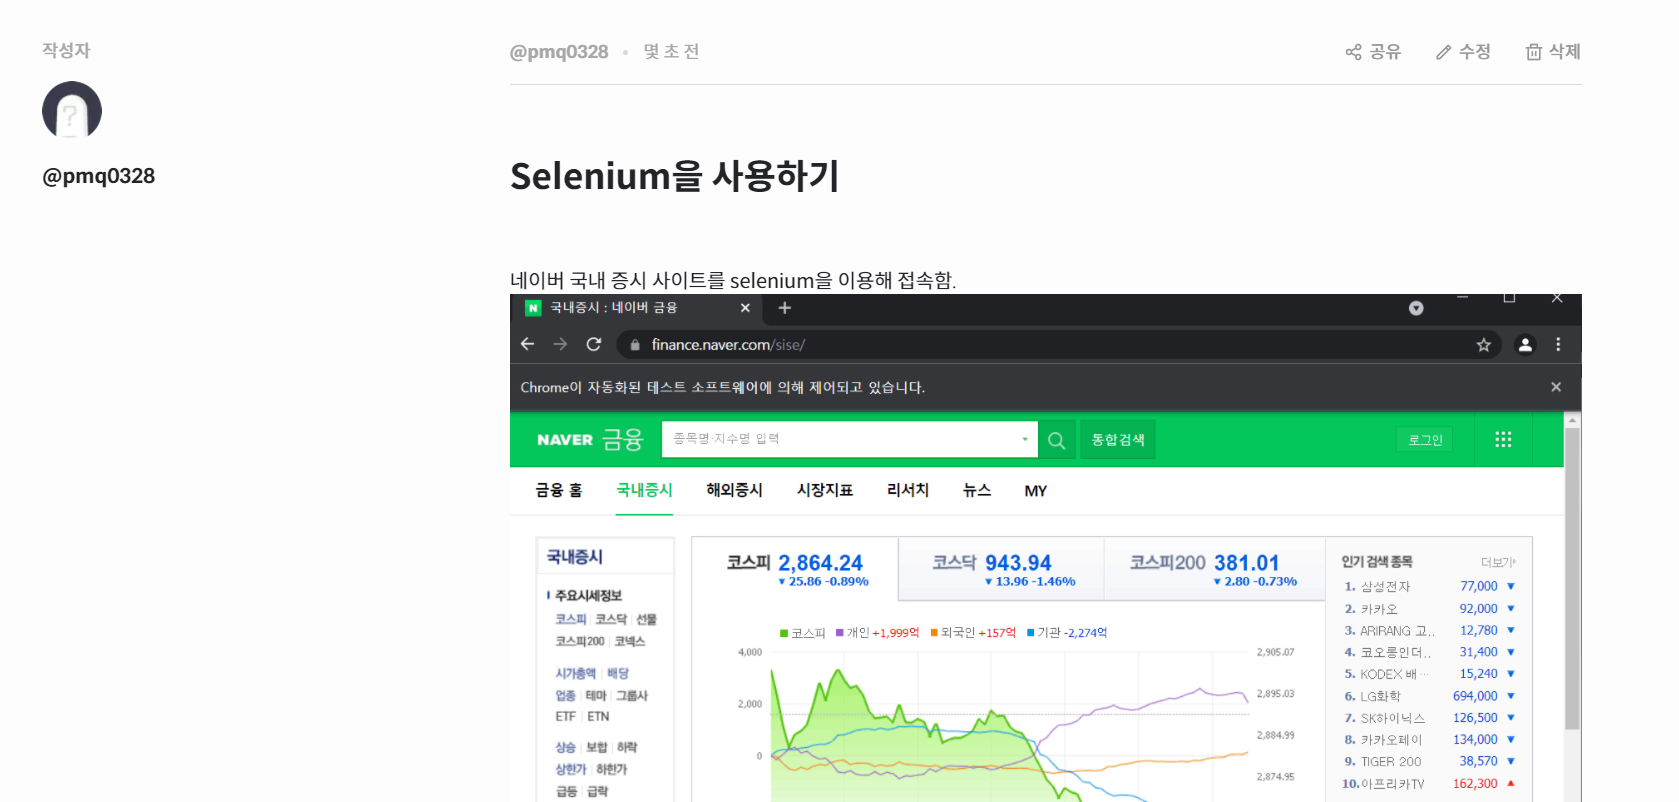 작성자
@pmq0328
@pmq0328 • 몇 초 전
공유 수정 삭제
Selenium을 사용하기
네이버 국내 증시 사이트를 selenium을 이용해 접속함.
국내증시 : 네이버 금융
finance.naver.com/sise/
Chrome이 자동화된 테스트 소프트웨어에 의해 제어되고 있습니다.
NAVER 금융 종목명·지수명 입력 통합검색 로그인
금융 홈 국내증시 해외증시 시장지표 리서치 뉴스 MY
국내증시
주요시세정보
코스피 코스닥 선물
코스피200 코넥스
시가총액 배당
업종 테마 그룹사
ETF ETN
상승 보합 하락
상한가 하한가
급등 급락
코스피 2,864.24
▼ 25.86 -0.89%
코스닥 943.94
▼ 13.96 -1.46%
코스피200 381.01
▼ 2.80 -0.73%
코스피 개인 +1,999억 외국인 +157억 기관 -2,274억
4,000
2,000
0
2,905.07
2,895.03
2,884.99
2,874.95
인기 검색 종목 더보기
1. 삼성전자 77,000 ▼
2. 카카오 92,000 ▼
3. ARIRANG 고.. 12,780 ▼
4. 코오롱인더.. 31,400 ▼
5. KODEX 배… 15,240 ▼
6. LG화학 694,000 ▼
7. SK하이닉스 126,500 ▼
8. 카카오페이 134,000 ▼
9. TIGER 200 38,570 ▼
10. 아프리카TV 162,300 ▲